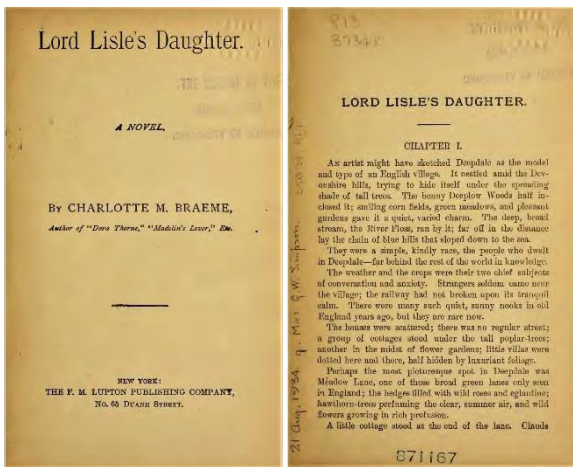 Lord Lisle's Daughter.
A NOVEL.
BY CHARLOTTE M. BRAEME,
Author of "Dora Thorne," "Madolin's Lover," Etc.
NEW YORK:
THE F. M. LUPTON PUBLISHING COMPANY,
No. 65 DUANE STREET.
813
B734l
21 Aug. 1934 g. Miss G.W. Simpson.
LORD LISLE'S DAUGHTER.
CHAPTER I.
AN artist might have sketched Deepdale as the model
and type of an English village. It nestled amid the Dev-
onshire hills, trying to hide itself under the spreading
shade of tall trees. The bonny Deeplow Woods half in-
closed it; smiling corn fields, green meadows, and pleasant
gardens gave it a quiet, varied charm. The deep, broad
stream, the River Ploss, ran by it; far off in the distance
lay the chain of blue hills that sloped down to the sea.
They were a simple, kindly race, the people who dwelt
in Deepdale—far behind the rest of the world in knowledge.
The weather and the crops were their two chief subjects
of conversation and anxiety. Strangers seldom came near
the village; the railway had not broken upon its tranquil
calm. There were many such quiet, sunny nooks in old
England years ago, but they are rare now.
The houses were scattered; there was no regular street;
a group of cottages stood under the tall poplar-trees;
another in the midst of flower gardens; little villas were
dotted here and there, half hidden by luxuriant foliage.
Perhaps the most picturesque spot in Deepdale was
Meadow Lane, one of those broad green lanes only seen
in England; the hedges filled with wild roses and eglantine;
hawthorn-trees perfuming the clear, summer air, and wild
flowers growing in rich profusion.
A little cottage stood at the end of the lane. Claude
871167